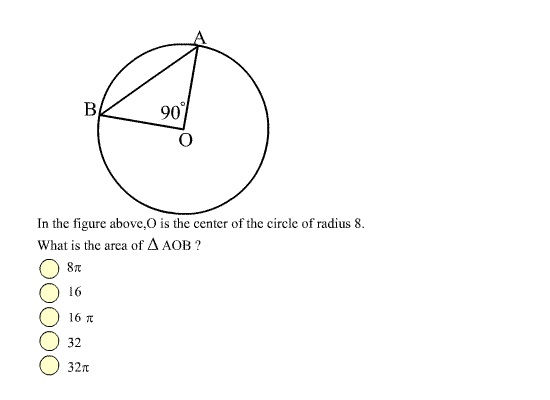 A
B
90°
O
In the figure above,O is the center of the circle of radius 8.
What is the area of Δ AOB ?
8π
16
16 π
32
32π